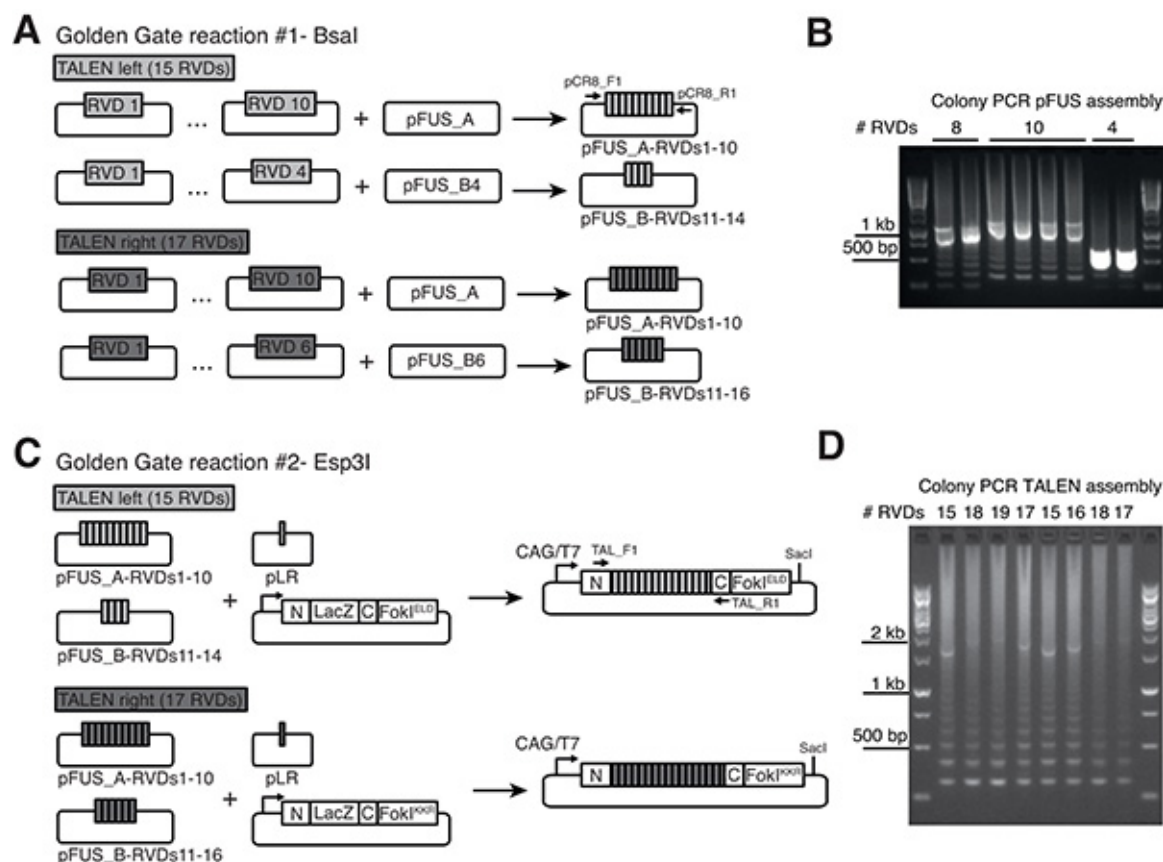 A
Golden Gate reaction #1- BsaI
TALEN left (15 RVDs)
RVD 1 ... RVD 10 + pFUS_A
pCR8_F1
pCR8_R1
pFUS_A-RVDs1-10
RVD 1 ... RVD 4 + pFUS_B4
pFUS_B-RVDs11-14
TALEN right (17 RVDs)
RVD 1 ... RVD 10 + pFUS_A
pFUS_A-RVDs1-10
RVD 1 ... RVD 6 + pFUS_B6
pFUS_B-RVDs11-16
B
Colony PCR pFUS assembly
# RVDs 8 10 4
1 kb
500 bp
C
Golden Gate reaction #2- Esp3I
TALEN left (15 RVDs)
pFUS_A-RVDs1-10
pLR
+
pFUS_B-RVDs11-14
N LacZ C FokI^ELD
CAG/T7
TAL_F1
SacI
N C FokI^ELD
TAL_R1
TALEN right (17 RVDs)
pFUS_A-RVDs1-10
pLR
+
pFUS_B-RVDs11-16
N LacZ C FokI^KKR
CAG/T7
SacI
N C FokI^KKR
D
Colony PCR TALEN assembly
# RVDs 15 18 19 17 15 16 18 17
2 kb
1 kb
500 bp